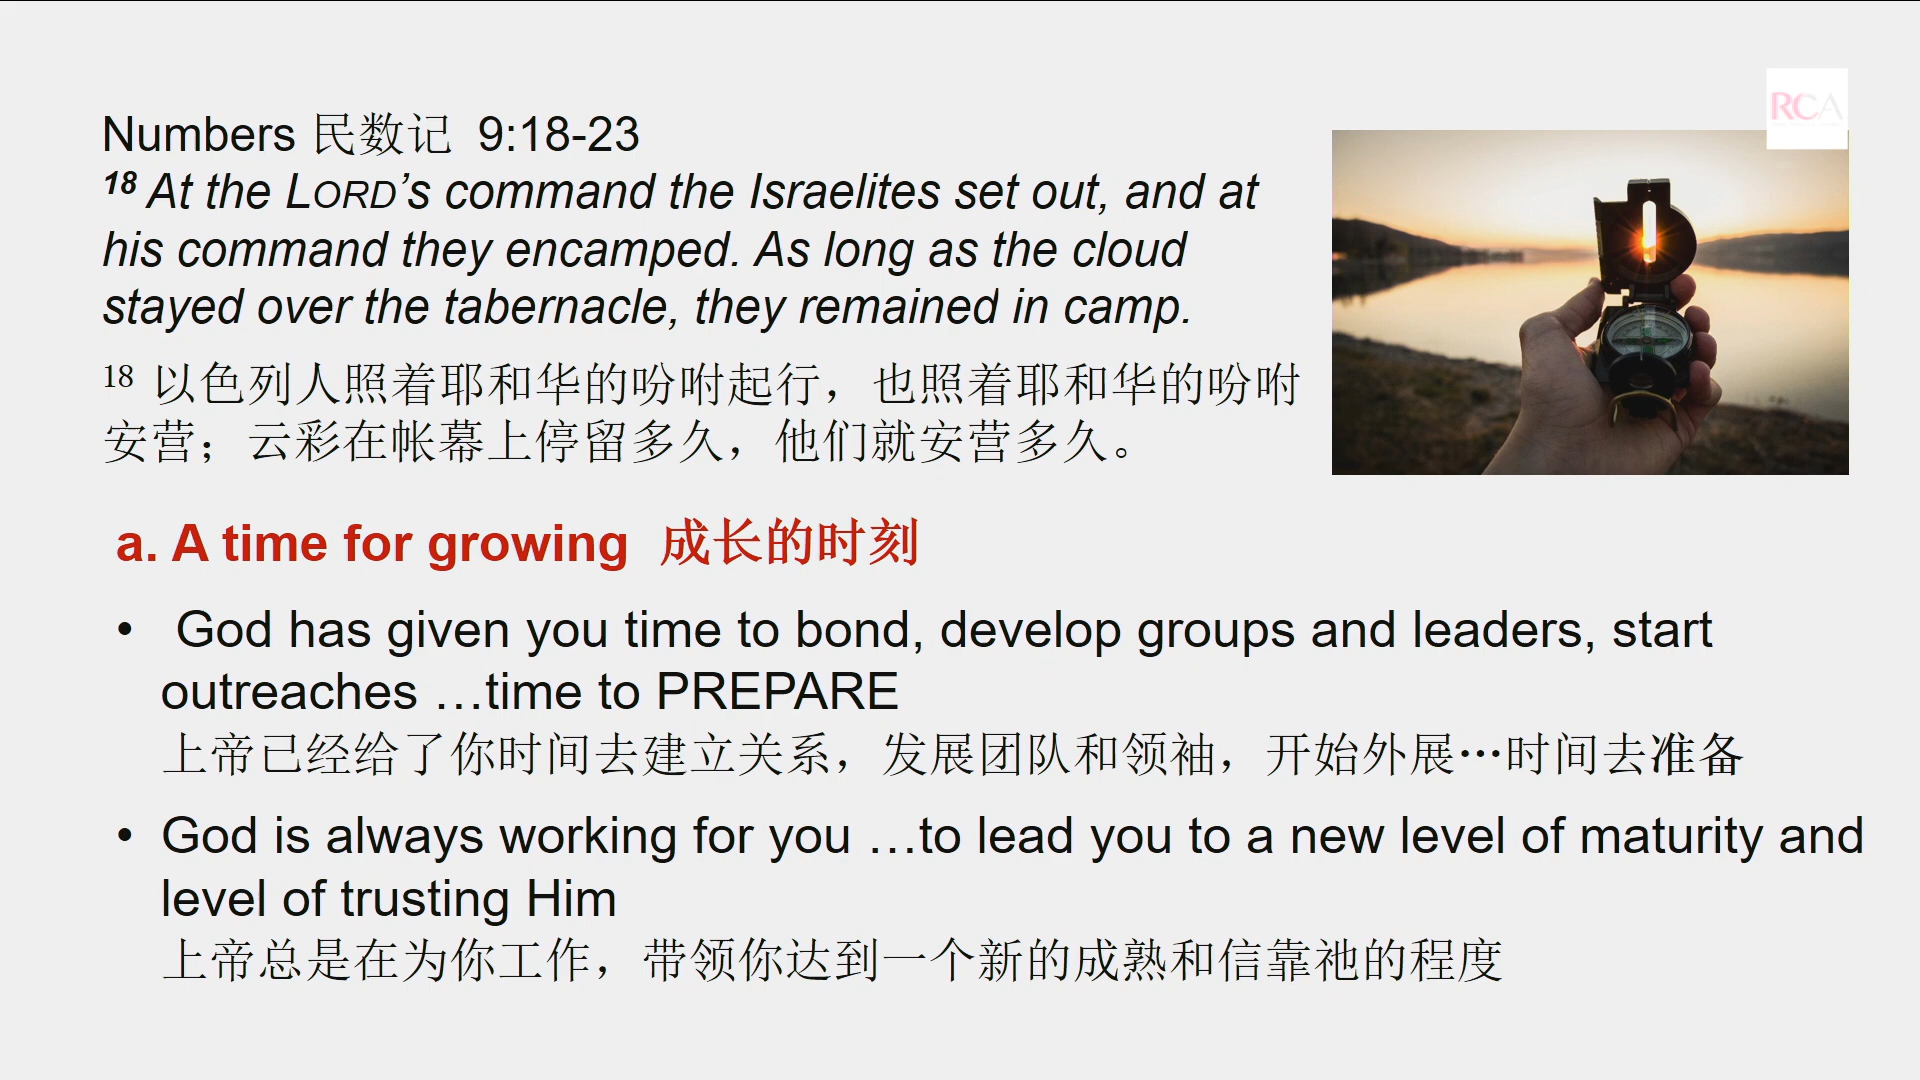 Numbers 民数记 9:18-23
18 At the LORD’s command the Israelites set out, and at
his command they encamped. As long as the cloud
stayed over the tabernacle, they remained in camp.
18 以色列人照着耶和华的吩咐起行，也照着耶和华的吩咐
安营；云彩在帐幕上停留多久，他们就安营多久。
RCA
a. A time for growing 成长的时刻
• God has given you time to bond, develop groups and leaders, start
outreaches …time to PREPARE
上帝已经给了你时间去建立关系，发展团队和领袖，开始外展…时间去准备
• God is always working for you …to lead you to a new level of maturity and
level of trusting Him
上帝总是在为你工作，带领你达到一个新的成熟和信靠祂的程度